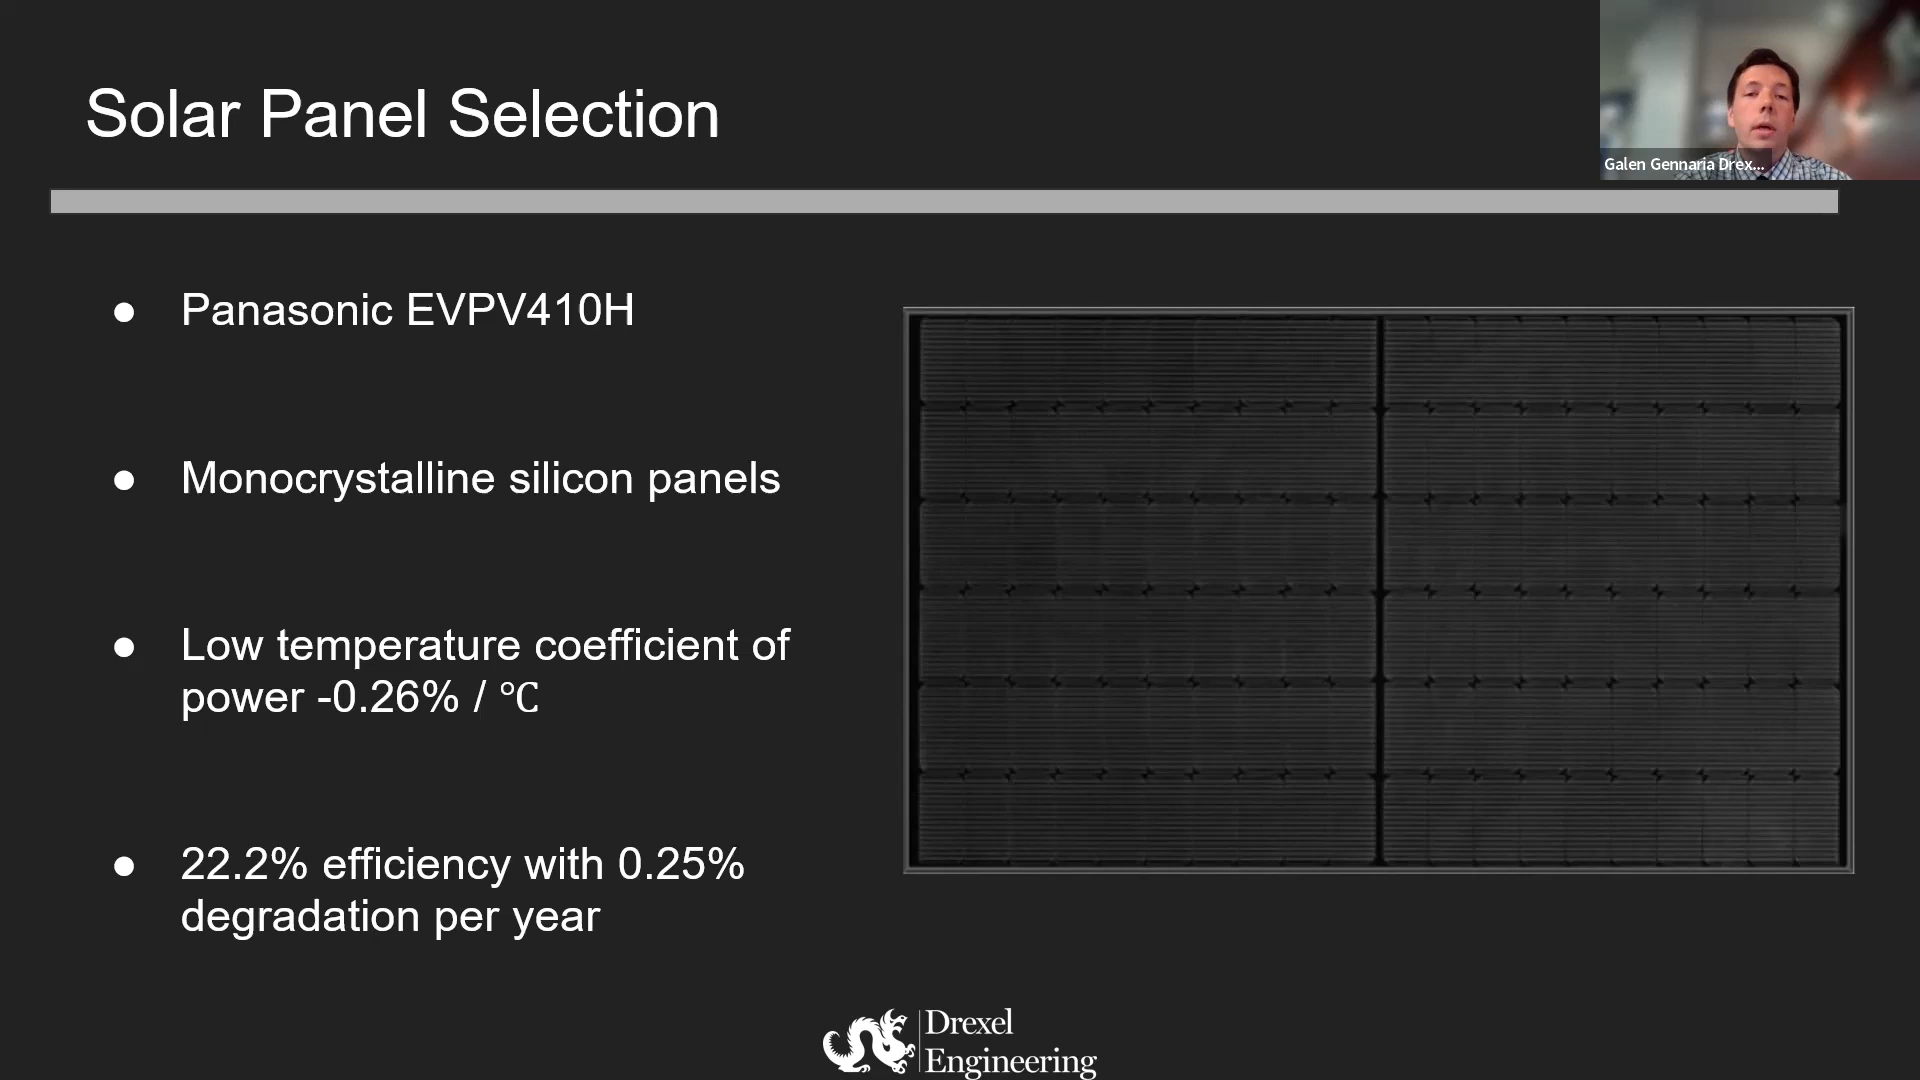 Solar Panel Selection
Galen Gennaria Drex...
● Panasonic EVPV410H
● Monocrystalline silicon panels
● Low temperature coefficient of
power -0.26% / ℃
● 22.2% efficiency with 0.25%
degradation per year
Drexel
Engineering